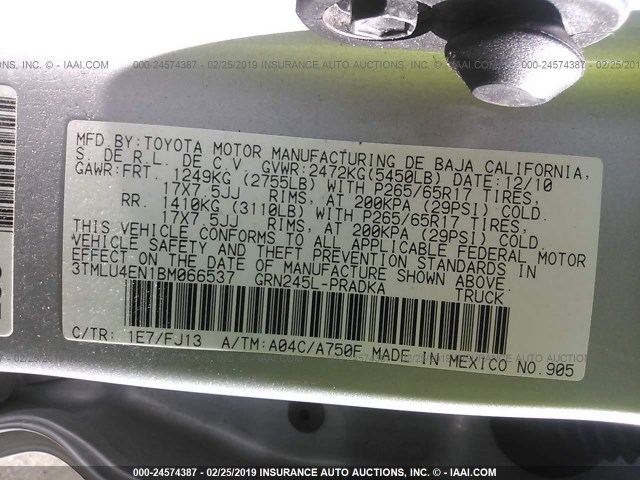 INSURANCE AUTO AUCTIONS, INC. - IAAI.COM 000-24574387 - 02/25/2019 INSURANCE AUTO AUCTIONS, INC. - IAAI.COM 000-24574387 - 02/25/2019
MFD.BY:TOYOTA MOTOR MANUFACTURING DE BAJA CALIFORNIA,
S. DE R.L. DE C.V. GVWR:2472KG(5450LB) DATE:12/10
GAWR:FRT. 1249KG (2755LB) WITH P265/65R17 TIRES,
17X7.5JJ RIMS, AT 200KPA (29PSI) COLD.
RR. 1410KG (3110LB) WITH P265/65R17 TIRES,
17X7.5JJ RIMS, AT 200KPA (29PSI) COLD.
THIS VEHICLE CONFORMS TO ALL APPLICABLE FEDERAL MOTOR
VEHICLE SAFETY AND THEFT PREVENTION STANDARDS IN
EFFECT ON THE DATE OF MANUFACTURE SHOWN ABOVE.
3TMLU4EN1BM066537 GRN245L-PRADKA TRUCK
C/TR: 1E7/FJ13 A/TM:A04C/A750F MADE IN MEXICO NO.905
000-24574387 - 02/25/2019 INSURANCE AUTO AUCTIONS, INC. - IAAI.COM